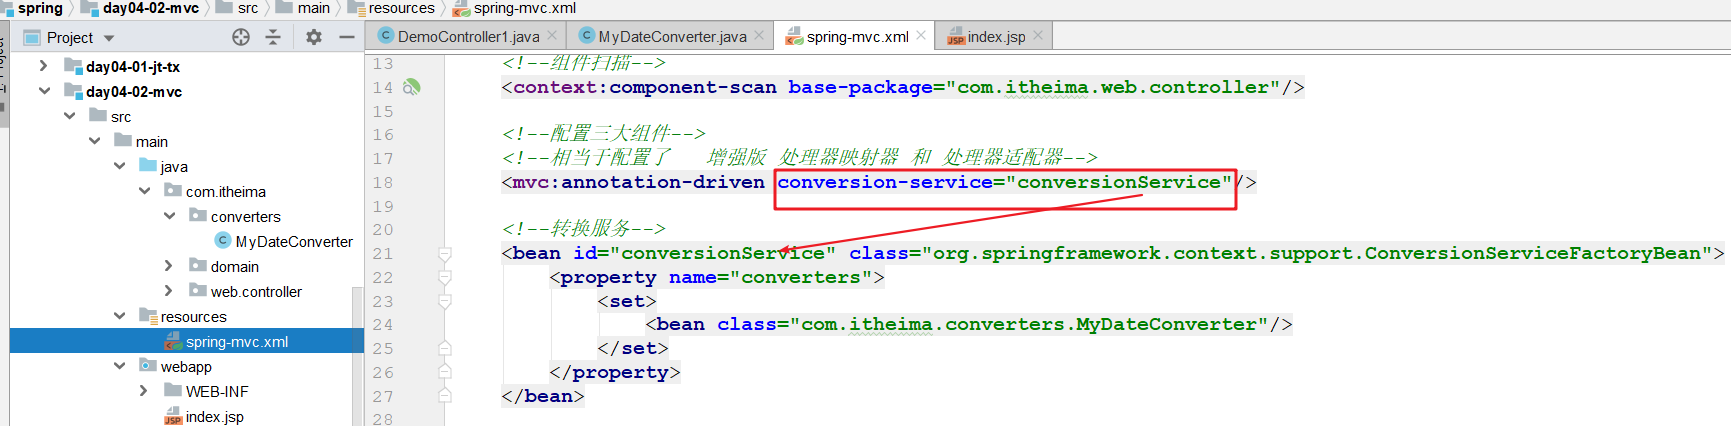 spring day04-02-mvc src main resources spring-mvc.xml
Project
DemoController1.java MyDateConverter.java spring-mvc.xml index.jsp
day04-01-jt-tx
day04-02-mvc
src
main
java
com.itheima
converters
MyDateConverter
domain
web.controller
resources
spring-mvc.xml
webapp
WEB-INF
index.jsp
13 <!--组件扫描-->
14 <context:component-scan base-package="com.itheima.web.controller"/>
15
16 <!--配置三大组件-->
17 <!--相当于配置了 增强版 处理器映射器 和 处理器适配器-->
18 <mvc:annotation-driven conversion-service="conversionService"/>
19
20 <!--转换服务-->
21 <bean id="conversionService" class="org.springframework.context.support.ConversionServiceFactoryBean">
22 <property name="converters">
23 <set>
24 <bean class="com.itheima.converters.MyDateConverter"/>
25 </set>
26 </property>
27 </bean>
28